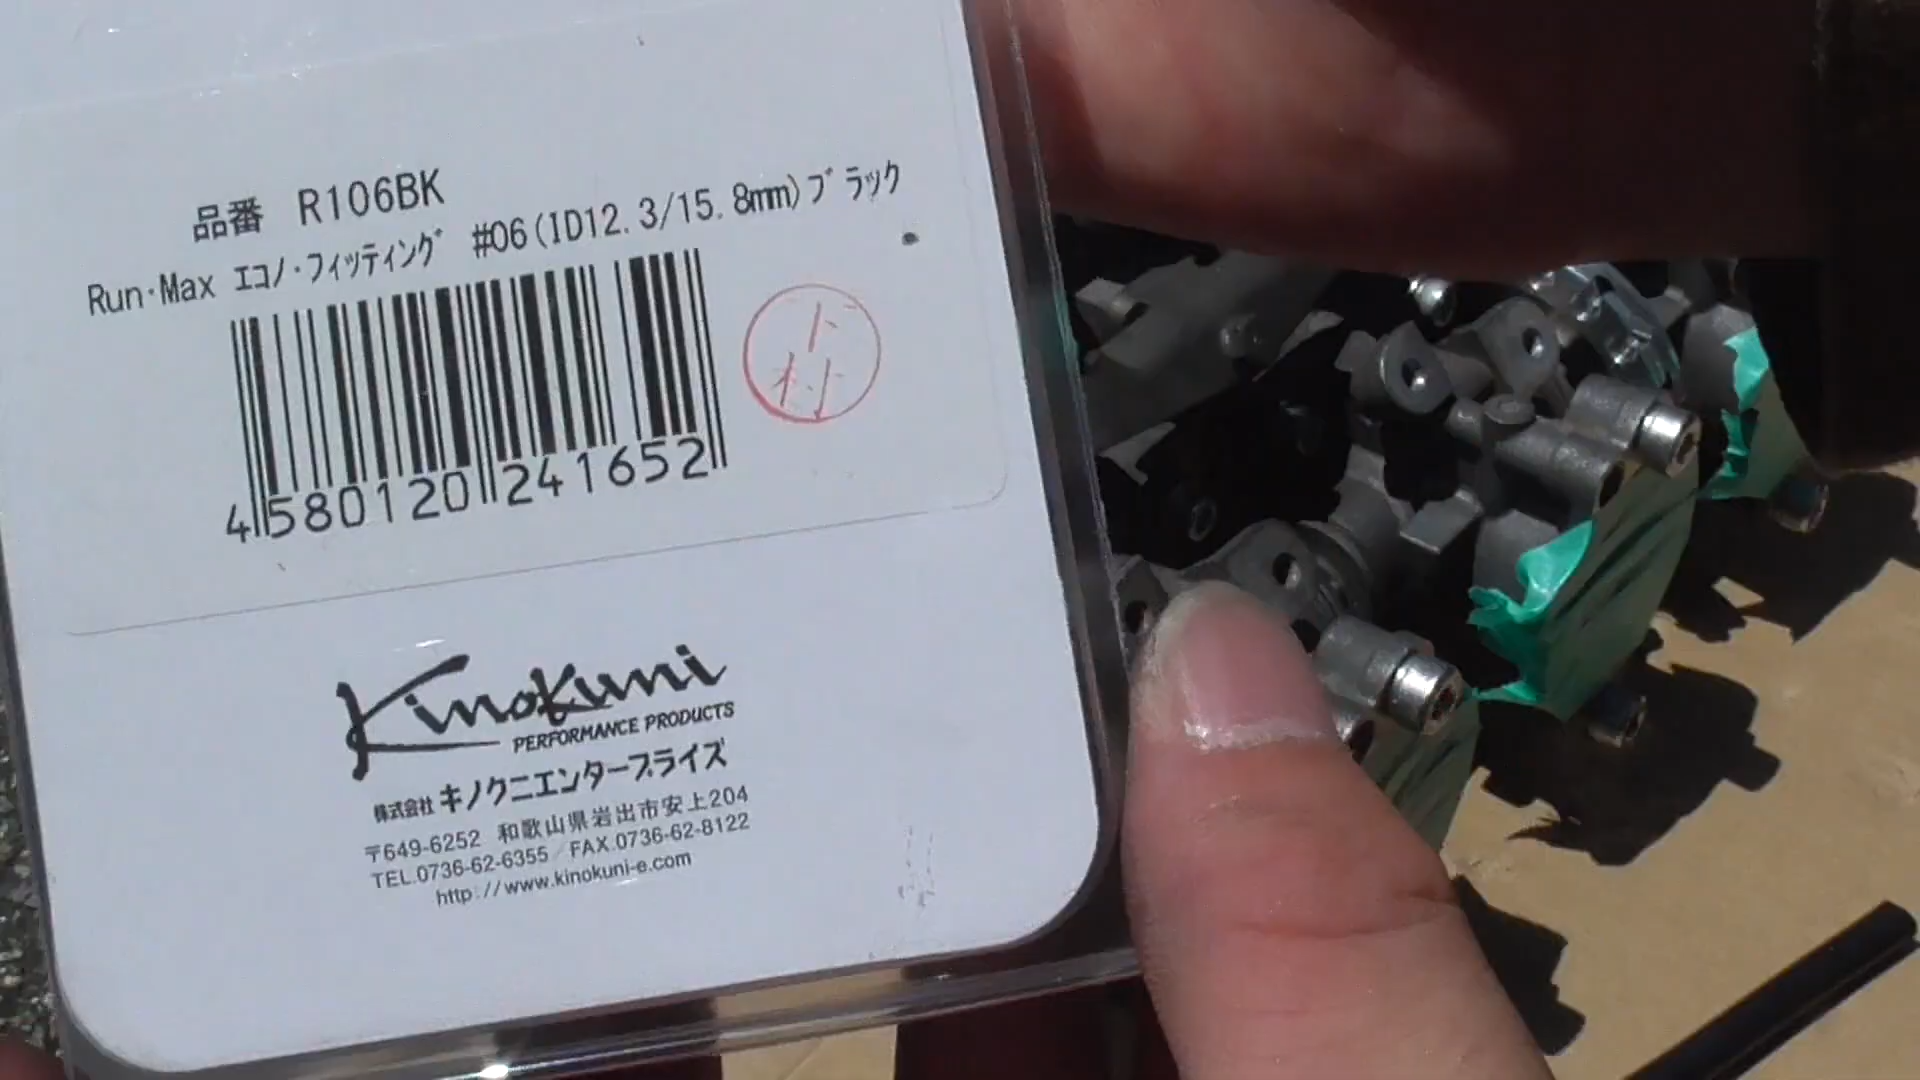 品番 R106BK
Run·Max ｴｺﾉ･ﾌｨｯﾃｨﾝｸﾞ #06(ID12.3/15.8mm)ﾌﾞﾗｯｸ
4580120241652
Kinokuni
PERFORMANCE PRODUCTS
株式会社 キノクニエンタープライズ
〒649-6252 和歌山県岩出市安上204
TEL.0736-62-6355／FAX.0736-62-8122
http://www.kinokuni-e.com